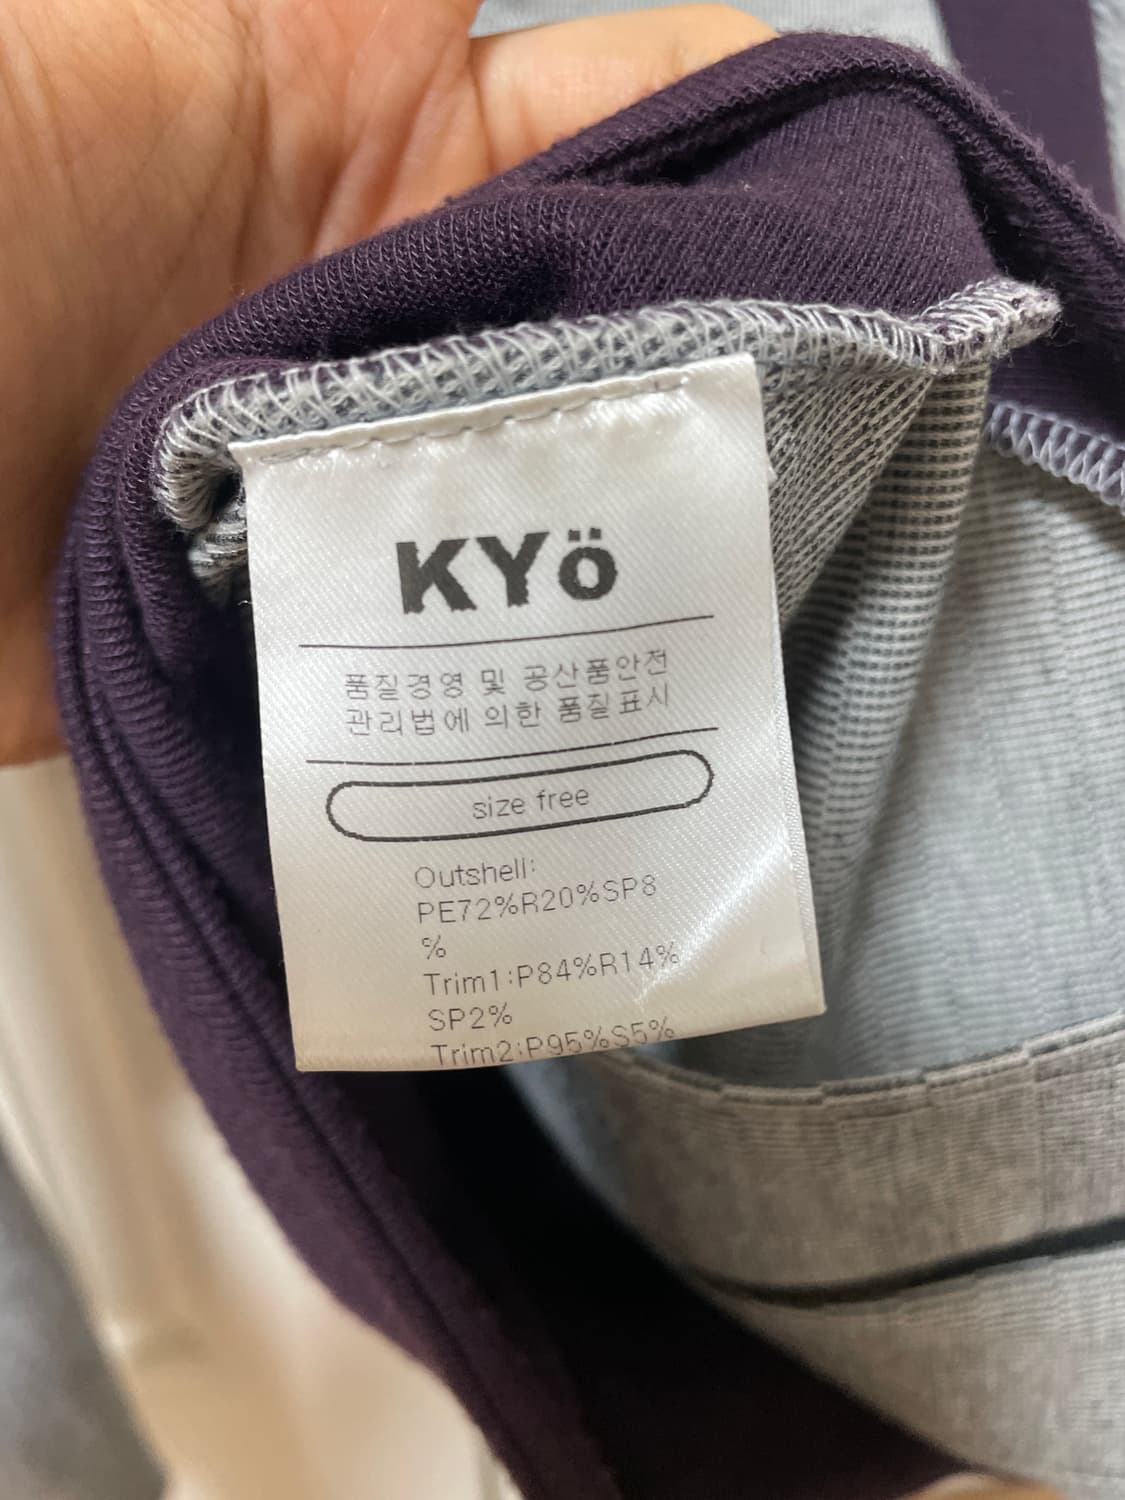 KYö
품질경영 및 공산품안전
관리법에 의한 품질표시
size free
Outshell:
PE72%R20%SP8
%
Trim1:P84%R14%
SP2%
Trim2:P95%S5%